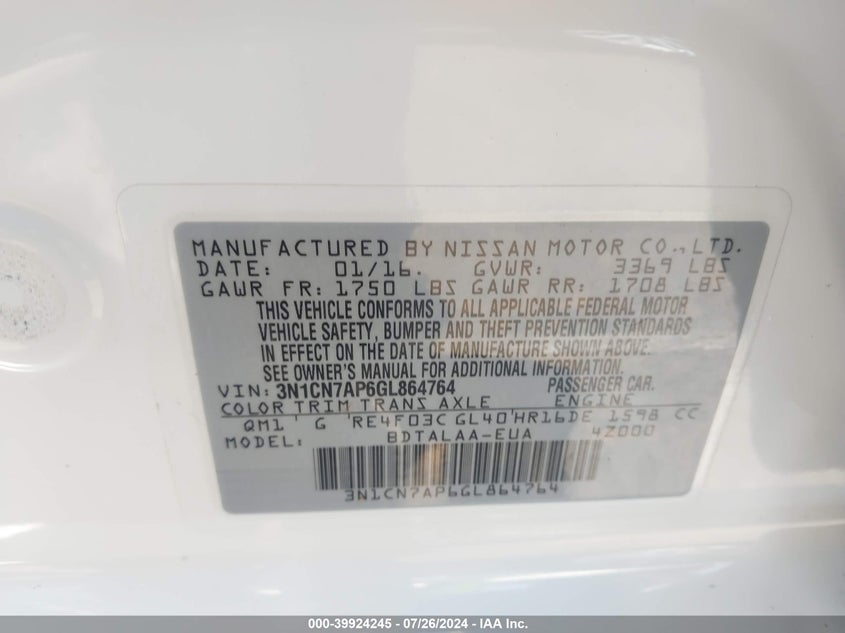 MANUFACTURED BY NISSAN MOTOR CO., LTD.
DATE: 01/16. GVWR: 3369 LBS
GAWR FR: 1750 LBS GAWR RR: 1708 LBS
THIS VEHICLE CONFORMS TO ALL APPLICABLE FEDERAL MOTOR
VEHICLE SAFETY, BUMPER AND THEFT PREVENTION STANDARDS
IN EFFECT ON THE DATE OF MANUFACTURE SHOWN ABOVE.
SEE OWNER'S MANUAL FOR ADDITIONAL INFORMATION
VIN: 3N1CN7AP6GL864764 PASSENGER CAR.
COLOR TRIM TRANS AXLE ENGINE
QM1 G RE4F03C GL40 HR16DE 1598 CC
MODEL: BDTALAA-EUA 4Z000
3N1CN7AP6GL864764
000-39924245 - 07/26/2024 - IAA Inc.